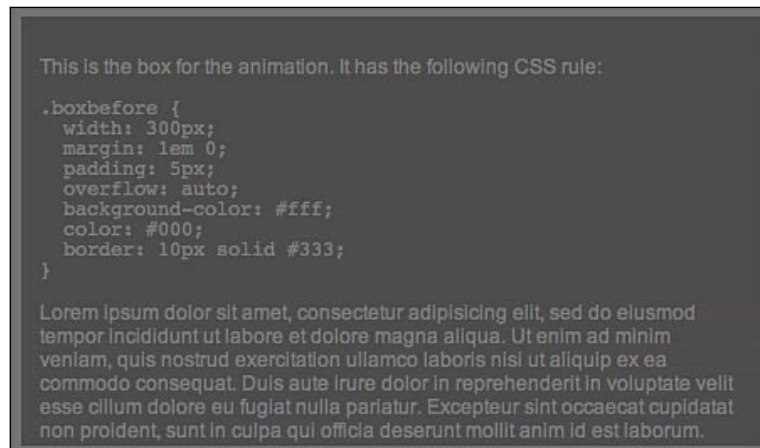 This is the box for the animation. It has the following CSS rule:
.boxbefore {
  width: 300px;
  margin: 1em 0;
  padding: 5px;
  overflow: auto;
  background-color: #fff;
  color: #000;
  border: 10px solid #333;
}
Lorem ipsum dolor sit amet, consectetur adipisicing elit, sed do eiusmod
tempor incididunt ut labore et dolore magna aliqua. Ut enim ad minim
veniam, quis nostrud exercitation ullamco laboris nisi ut aliquip ex ea
commodo consequat. Duis aute irure dolor in reprehenderit in voluptate velit
esse cillum dolore eu fugiat nulla pariatur. Excepteur sint occaecat cupidatat
non proident, sunt in culpa qui officia deserunt mollit anim id est laborum.